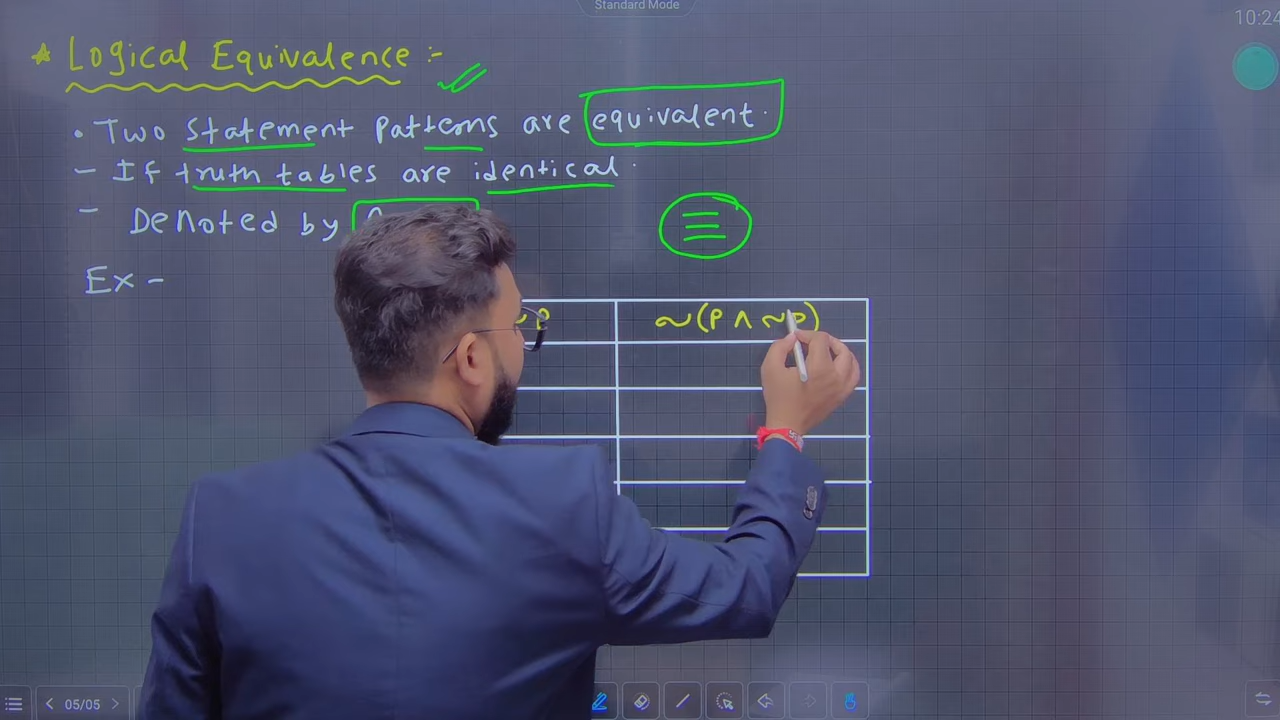 Standard Mode
10:24
* Logical Equivalence :-
• Two statement patterns are equivalent.
- If truth tables are identical.
- Denoted by
≡
Ex -
~P ~(P ∧ ~P)
05/05